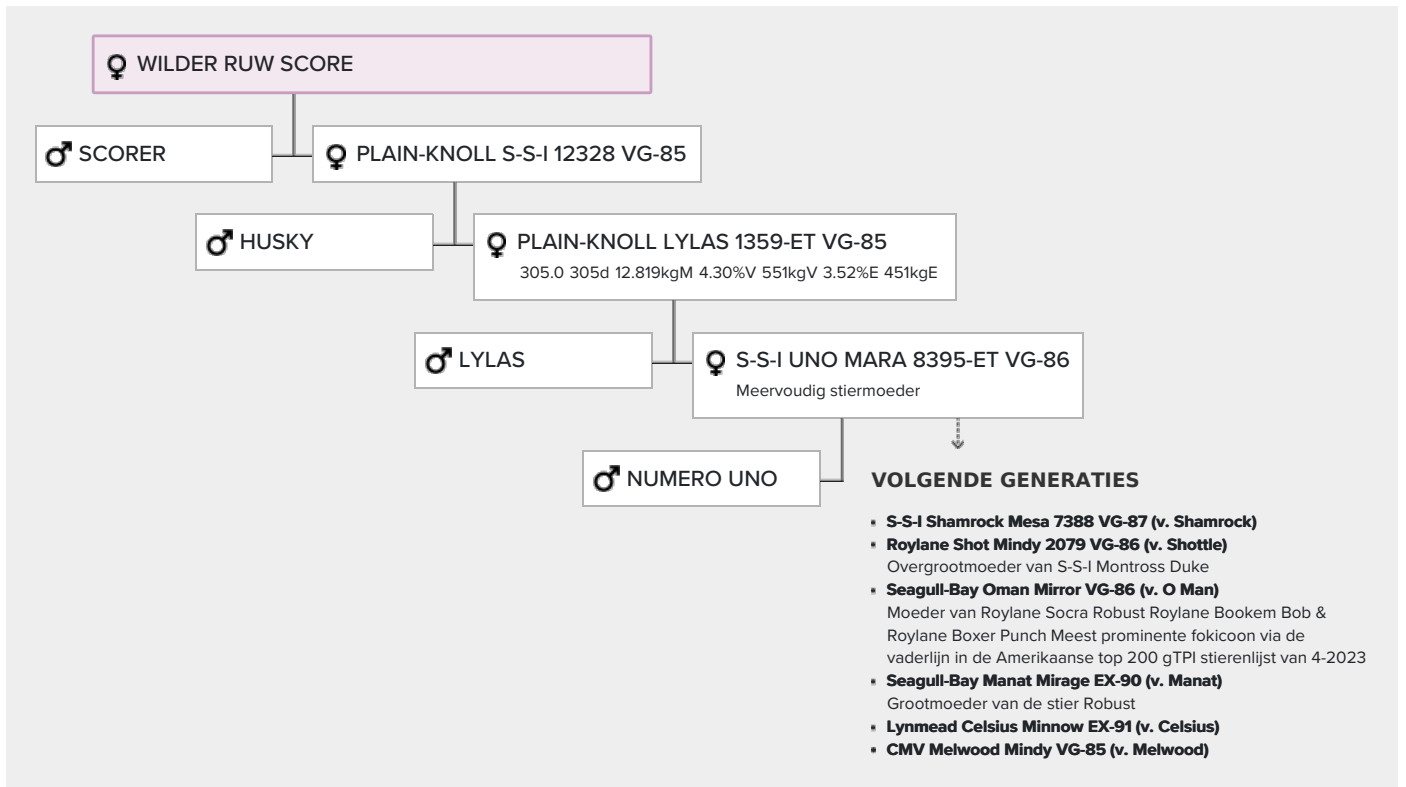 WILDER RUW SCORE
SCORER
PLAIN-KNOLL S-S-I 12328 VG-85
HUSKY
PLAIN-KNOLL LYLAS 1359-ET VG-85
305.0 305d 12.819kgM 4.30%V 551kgV 3.52%E 451kgE
LYLAS
S-S-I UNO MARA 8395-ET VG-86
Meervoudig stiermoeder
NUMERO UNO
VOLGENDE GENERATIES
S-S-I Shamrock Mesa 7388 VG-87 (v. Shamrock)
Roylane Shot Mindy 2079 VG-86 (v. Shottle)
Overgrootmoeder van S-S-I Montross Duke
Seagull-Bay Oman Mirror VG-86 (v. O Man)
Moeder van Roylane Socra Robust Roylane Bookem Bob &
Roylane Boxer Punch Meest prominente fokicoon via de
vaderlijn in de Amerikaanse top 200 gTPI stierenlijst van 4-2023
Seagull-Bay Manat Mirage EX-90 (v. Manat)
Grootmoeder van de stier Robust
Lynmead Celsius Minnow EX-91 (v. Celsius)
CMV Melwood Mindy VG-85 (v. Melwood)